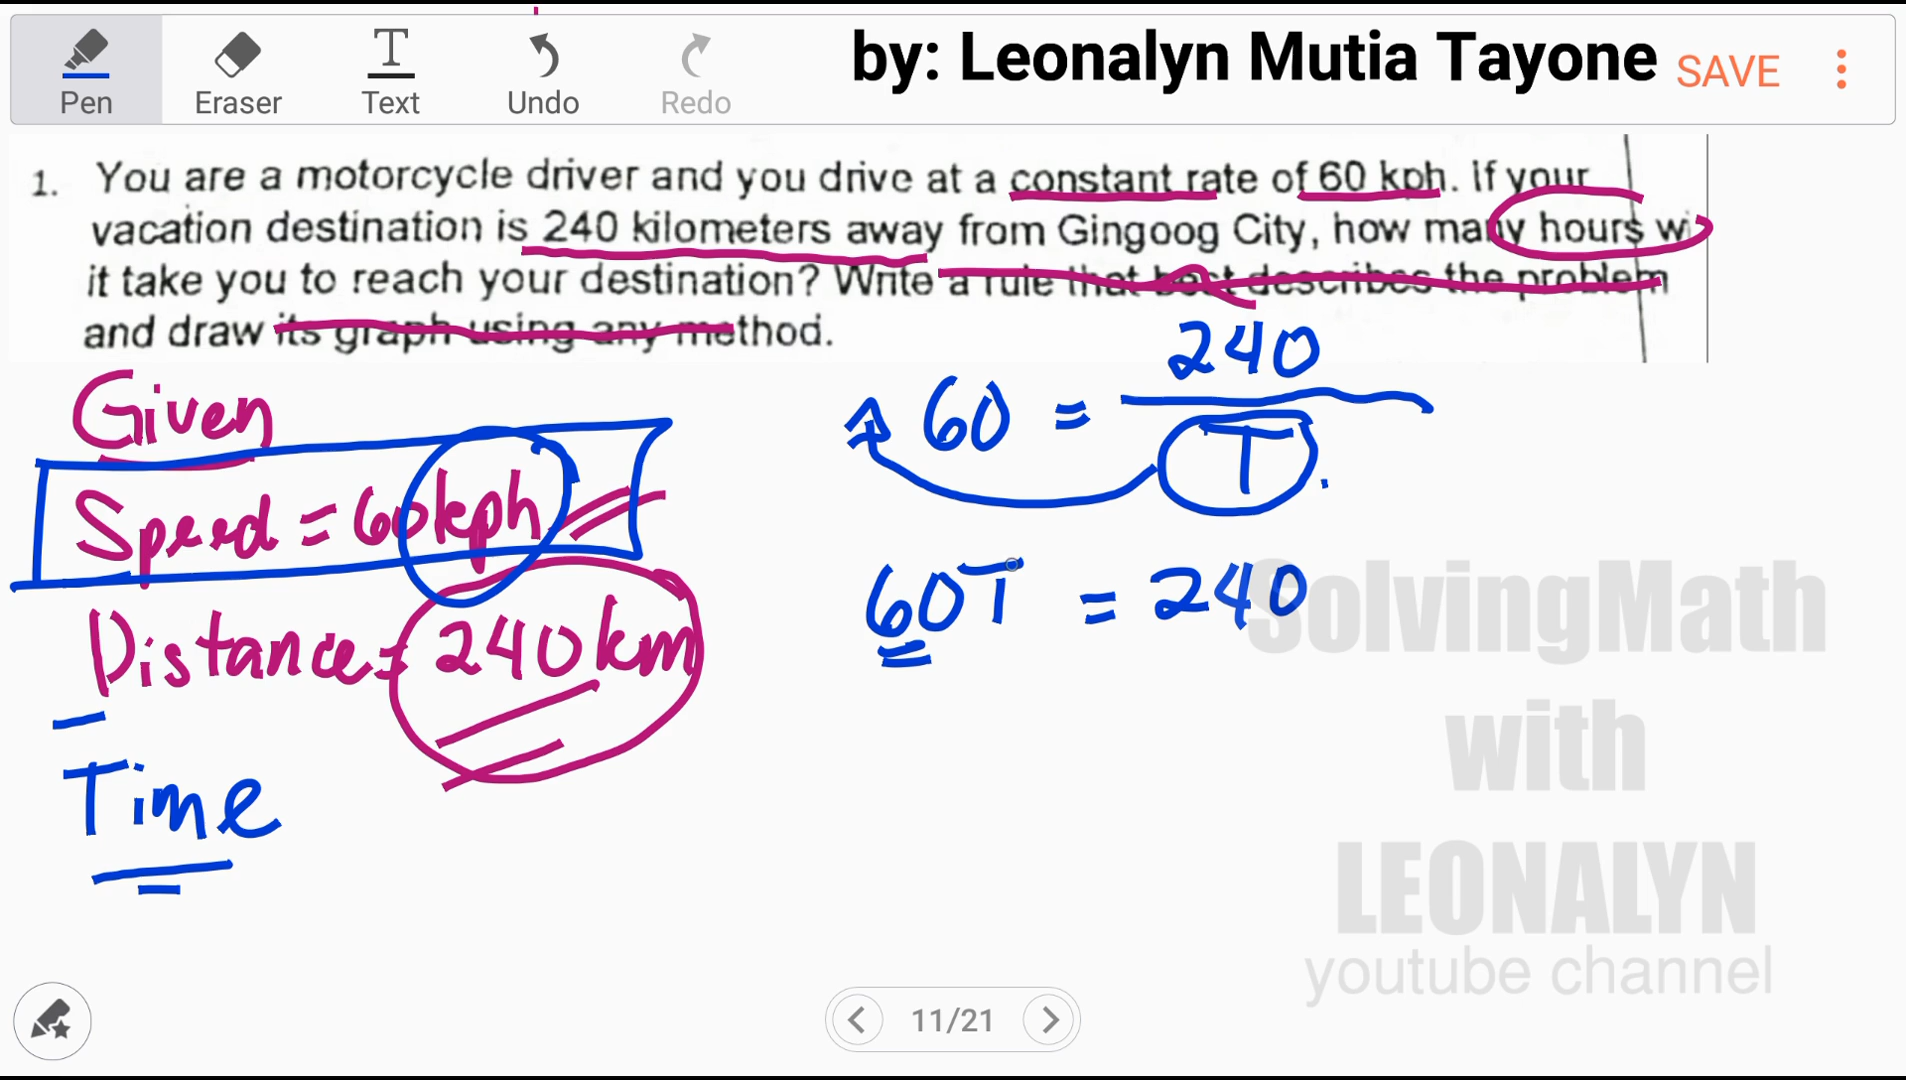 Pen Eraser Text Undo Redo by: Leonalyn Mutia Tayone SAVE
1. You are a motorcycle driver and you drive at a constant rate of 60 kph. If your
vacation destination is 240 kilometers away from Gingoog City, how many hours wi
it take you to reach your destination? Write a rule that best describes the problem
and draw its graph using any method.
Given
Speed = 60kph
Distance = 240 km
Time
60 = 240
T
60T = 240
SolvingMath
with
LEONALYN
youtube channel
11/21